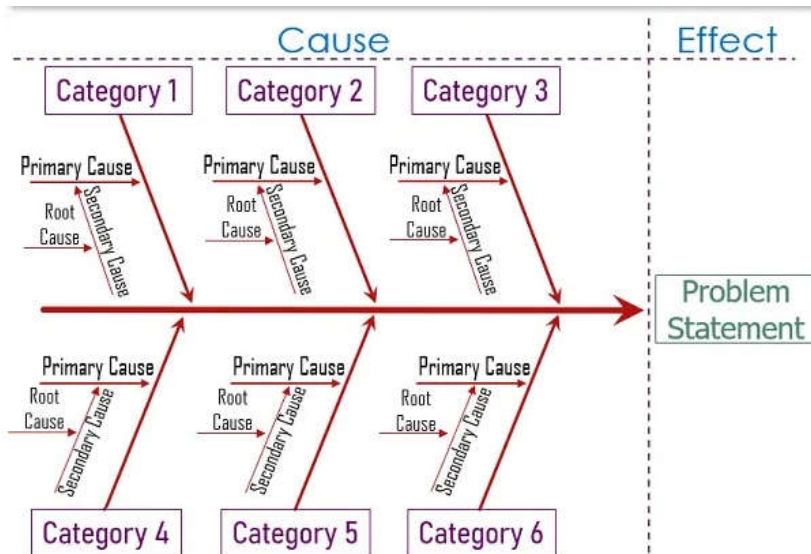 Cause
Effect
Category 1
Category 2
Category 3
Primary Cause
Secondary Cause
Root
Cause
Primary Cause
Secondary Cause
Root
Cause
Primary Cause
Secondary Cause
Root
Cause
Problem
Statement
Primary Cause
Root
Cause
Secondary Cause
Primary Cause
Root
Cause
Secondary Cause
Primary Cause
Root
Cause
Secondary Cause
Category 4
Category 5
Category 6